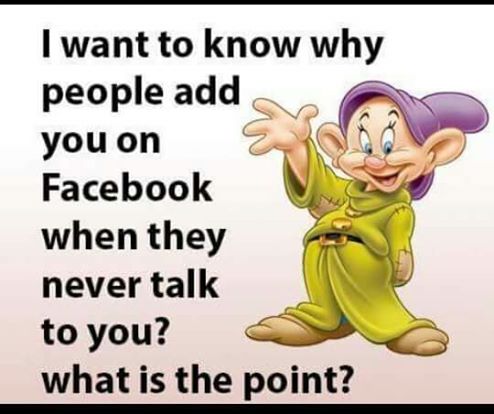 I want to know why
people add
you on
Facebook
when they
never talk
to you?
what is the point?